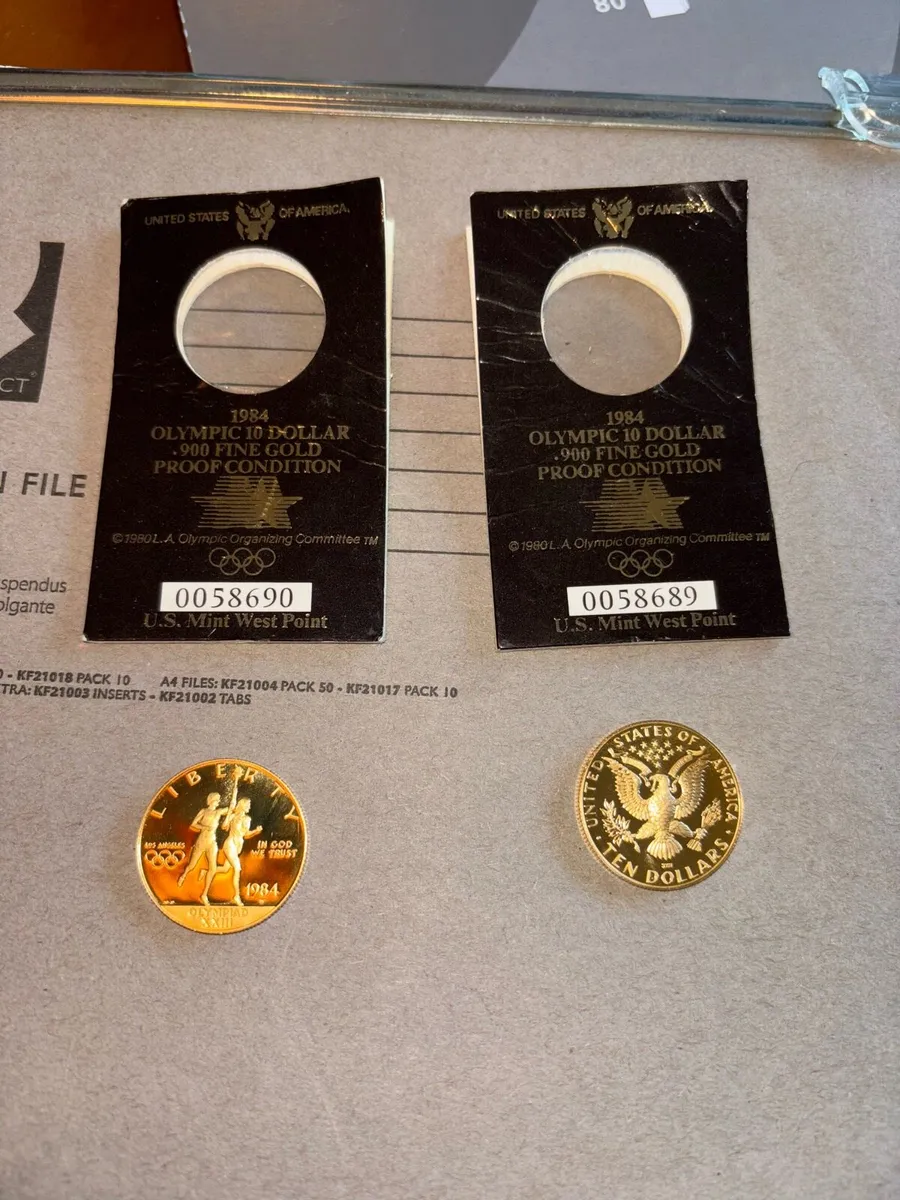 80
UNITED STATES OF AMERICA.
1984
OLYMPIC 10 DOLLAR
.900 FINE GOLD
PROOF CONDITION
©1980 L.A. Olympic Organizing Committee TM
0058690
U.S. Mint West Point
UNITED STATES OF AMERICA.
1984
OLYMPIC 10 DOLLAR
.900 FINE GOLD
PROOF CONDITION
©1980 L.A. Olympic Organizing Committee TM
0058689
U.S. Mint West Point
CT
FILE
spendus
olgante
- KF21018 PACK 10 A4 FILES: KF21004 PACK 50 - KF21017 PACK 10
TRA: KF21003 INSERTS - KF21002 TABS
LIBERTY
LOS ANGELES
IN GOD
WE TRUST
1984
OLYMPIAD
XXIII
UNITED STATES OF AMERICA
TEN DOLLARS